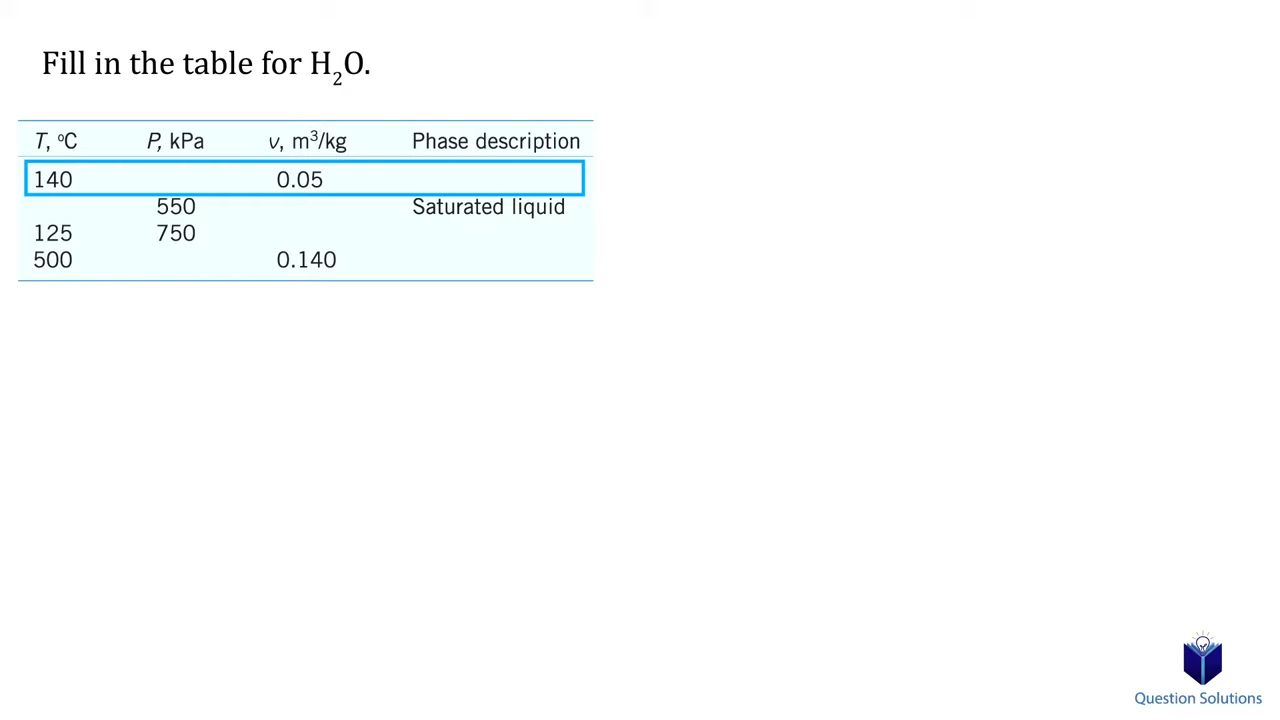 Fill in the table for H₂O.
T, °C P, kPa v, m³/kg Phase description
140 0.05
550 Saturated liquid
125 750
500 0.140
Question Solutions